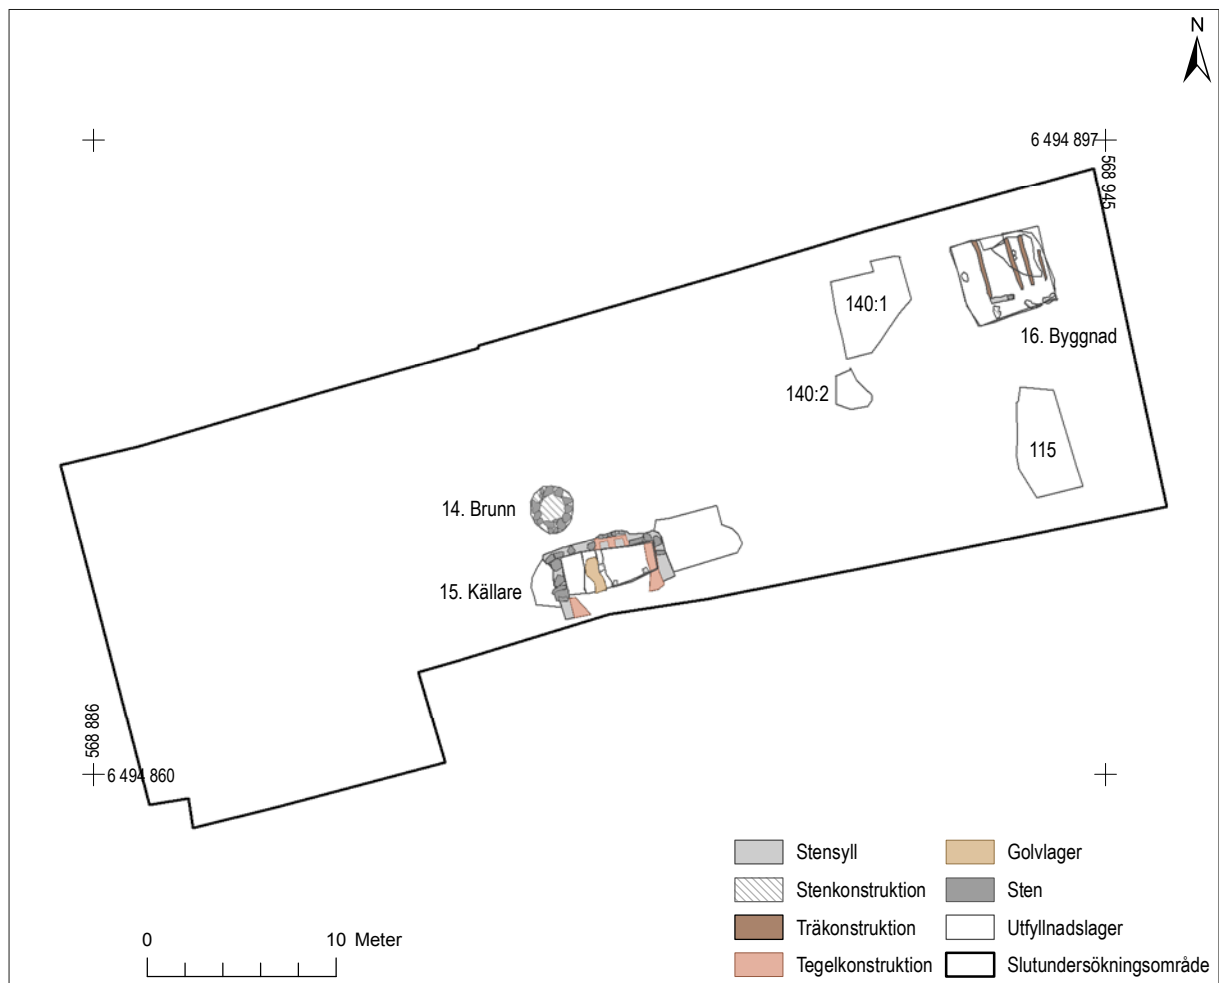 N
6 494 897
568 945
140:1
16. Byggnad
140:2
115
14. Brunn
15. Källare
568 886
6 494 860
Stensyll
Stenkonstruktion
Träkonstruktion
Tegelkonstruktion
Golvlager
Sten
Utfyllnadslager
Slutundersökningsområde
0 10 Meter